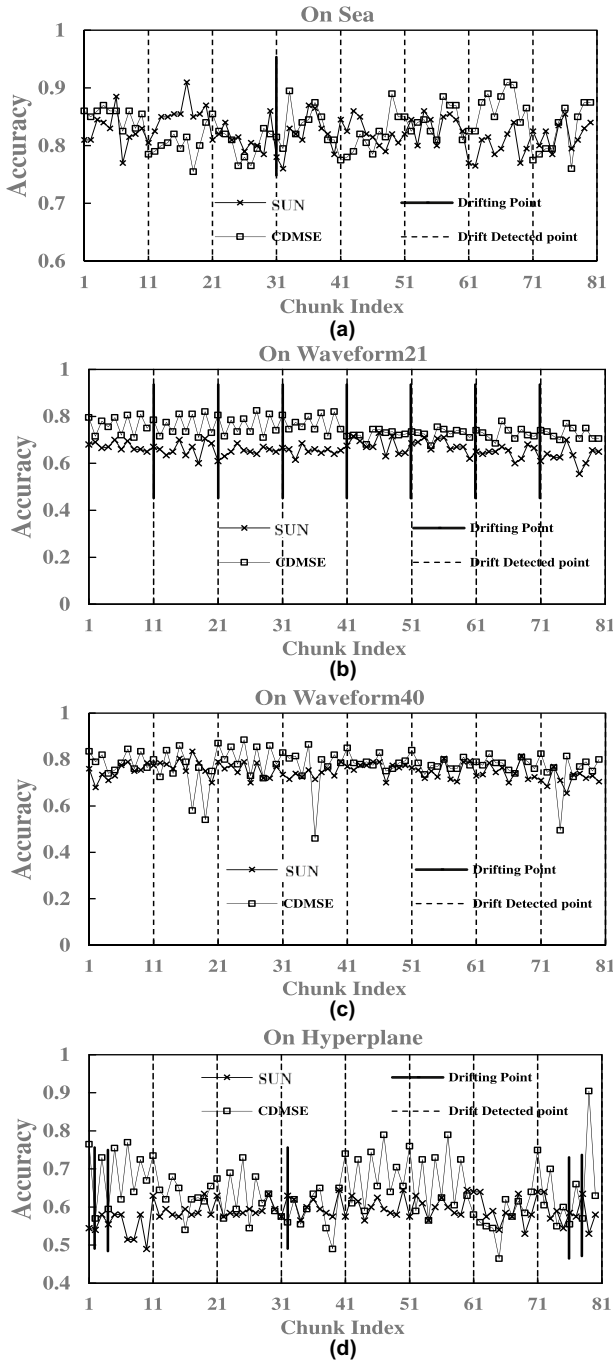 On Sea
1
0.9
0.8
0.7
0.6
Accuracy
SUN
Drifting Point
CDMSE
Drift Detected point
1 11 21 31 41 51 61 71 81
Chunk Index
(a)
On Waveform21
1
0.8
0.6
0.4
0.2
0
Accuracy
SUN
Drifting Point
CDMSE
Drift Detected point
1 11 21 31 41 51 61 71 81
Chunk Index
(b)
On Waveform40
1
0.8
0.6
0.4
0.2
0
Accuracy
SUN
Drifting Point
CDMSE
Drift Detected point
1 11 21 31 41 51 61 71 81
Chunk Index
(c)
On Hyperplane
1
0.9
0.8
0.7
0.6
0.5
0.4
Accuracy
SUN
Drifting Point
CDMSE
Drift Detected point
1 11 21 31 41 51 61 71 81
Chunk Index
(d)